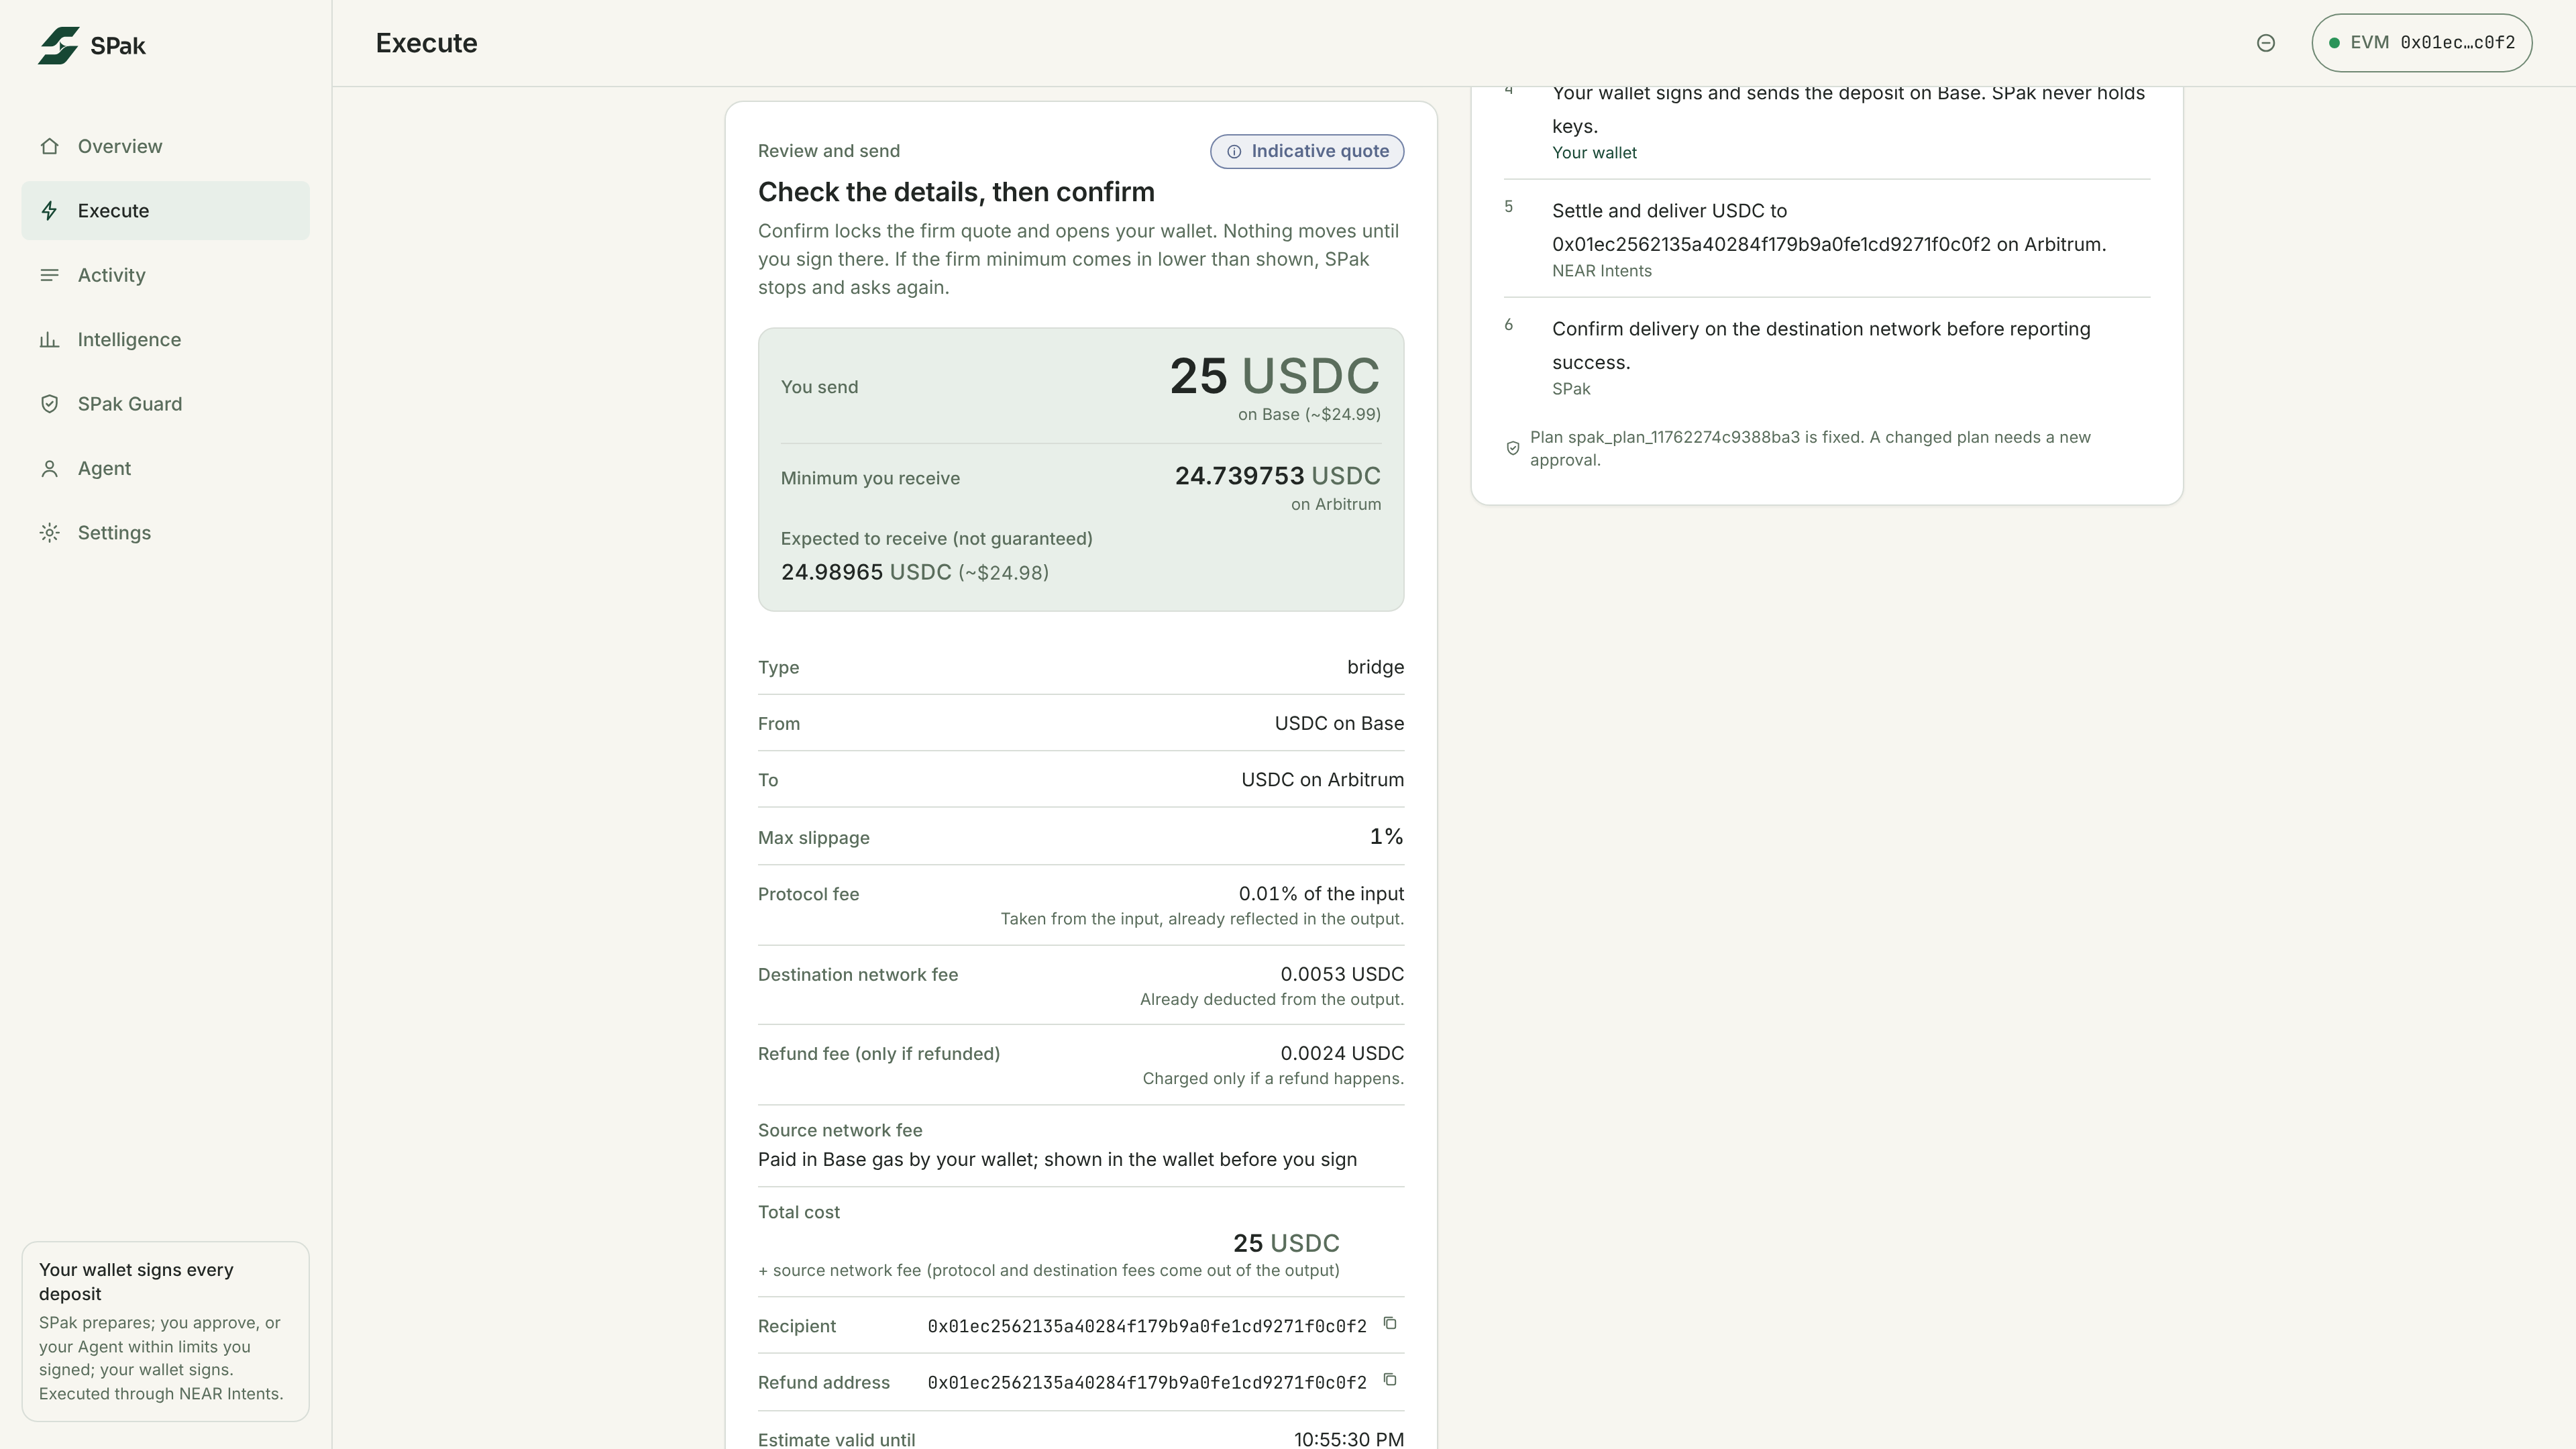 SPak
Overview
Execute
Activity
Intelligence
SPak Guard
Agent
Settings
Your wallet signs every
deposit
SPak prepares; you approve, or
your Agent within limits you
signed; your wallet signs.
Executed through NEAR Intents.
Execute
EVM 0x01ec…c0f2
Review and send
Indicative quote
Check the details, then confirm
Confirm locks the firm quote and opens your wallet. Nothing moves until
you sign there. If the firm minimum comes in lower than shown, SPak
stops and asks again.
You send
25 USDC
on Base (~$24.99)
Minimum you receive
24.739753 USDC
on Arbitrum
Expected to receive (not guaranteed)
24.98965 USDC (~$24.98)
Type
bridge
From
USDC on Base
To
USDC on Arbitrum
Max slippage
1%
Protocol fee
0.01% of the input
Taken from the input, already reflected in the output.
Destination network fee
0.0053 USDC
Already deducted from the output.
Refund fee (only if refunded)
0.0024 USDC
Charged only if a refund happens.
Source network fee
Paid in Base gas by your wallet; shown in the wallet before you sign
Total cost
25 USDC
+ source network fee (protocol and destination fees come out of the output)
Recipient
0x01ec2562135a40284f179b9a0fe1cd9271f0c0f2
Refund address
0x01ec2562135a40284f179b9a0fe1cd9271f0c0f2
Estimate valid until
10:55:30 PM
4
Your wallet signs and sends the deposit on Base. SPak never holds
keys.
Your wallet
5
Settle and deliver USDC to
0x01ec2562135a40284f179b9a0fe1cd9271f0c0f2 on Arbitrum.
NEAR Intents
6
Confirm delivery on the destination network before reporting
success.
SPak
Plan spak_plan_11762274c9388ba3 is fixed. A changed plan needs a new
approval.